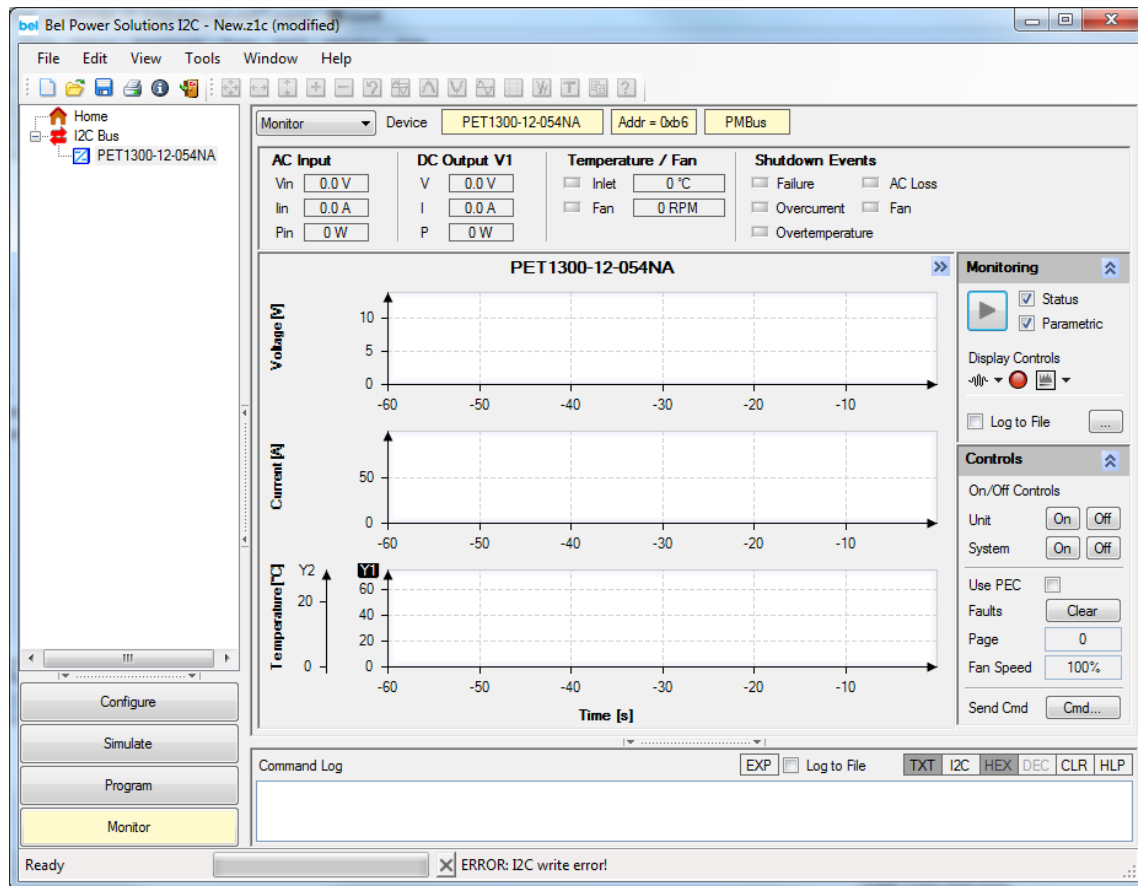 bel Bel Power Solutions I2C - New.z1c (modified)
File Edit View Tools Window Help
Home
I2C Bus
PET1300-12-054NA
Monitor Device PET1300-12-054NA Addr = 0xb6 PMBus
AC Input DC Output V1 Temperature / Fan Shutdown Events
Vin 0.0 V V 0.0 V Inlet 0 °C Failure AC Loss
Iin 0.0 A I 0.0 A Fan 0 RPM Overcurrent Fan
Pin 0 W P 0 W Overtemperature
PET1300-12-054NA
Voltage [V]
10
5
0
-60 -50 -40 -30 -20 -10
Current [A]
50
0
-60 -50 -40 -30 -20 -10
Temperature [°C]
Y2 Y1
20 60
40
20
0 0
-60 -50 -40 -30 -20 -10
Time [s]
Monitoring
Status
Parametric
Display Controls
Log to File ...
Controls
On/Off Controls
Unit On Off
System On Off
Use PEC
Faults Clear
Page 0
Fan Speed 100%
Send Cmd Cmd...
Configure
Simulate
Program
Monitor
Command Log EXP Log to File TXT I2C HEX DEC CLR HLP
Ready ERROR: I2C write error!